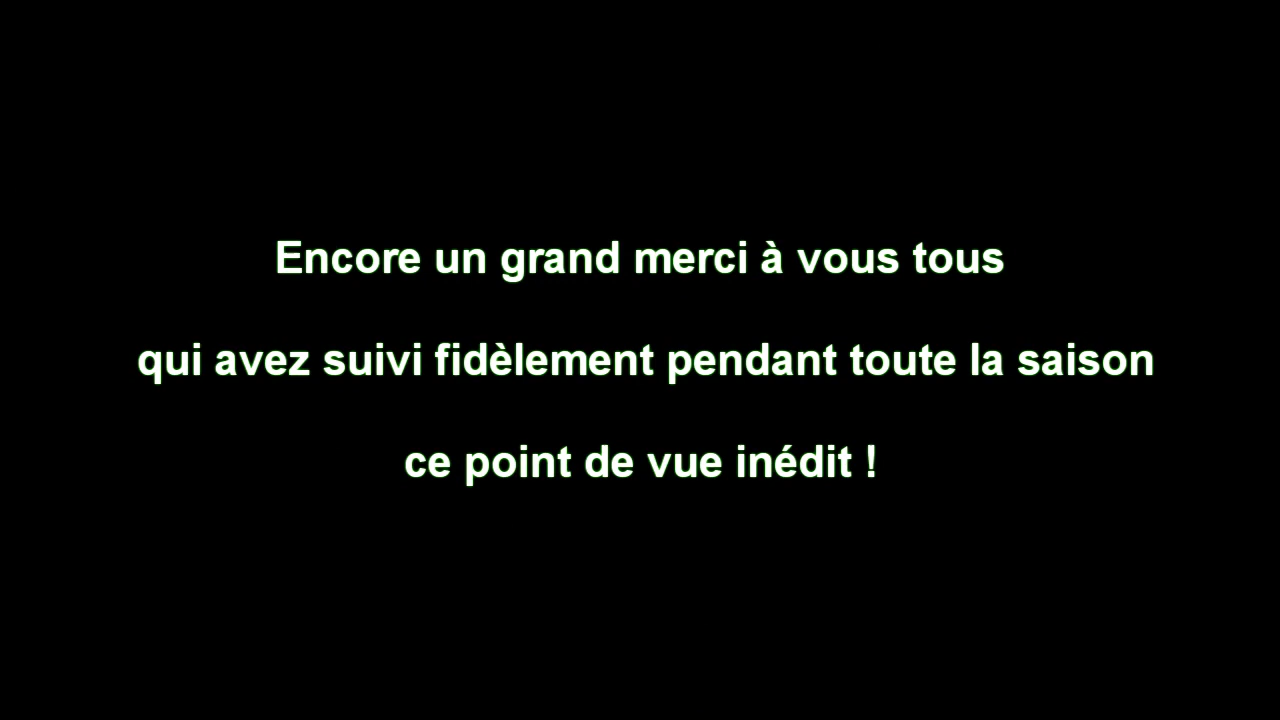 Encore un grand merci à vous tous
qui avez suivi fidèlement pendant toute la saison
ce point de vue inédit !